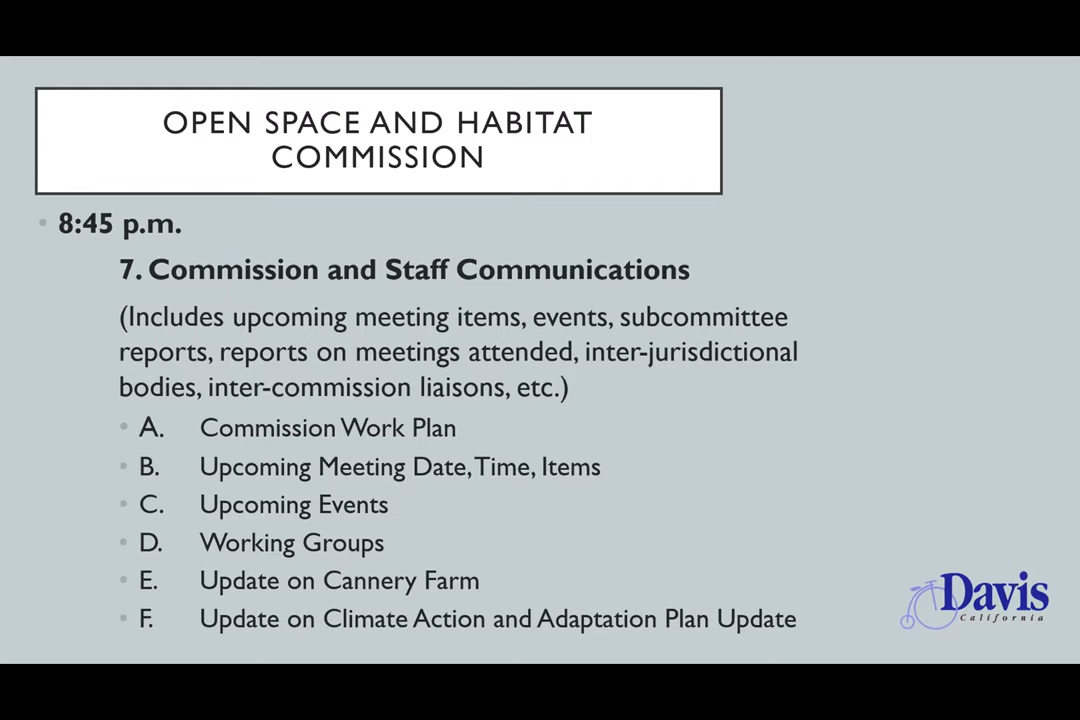 OPEN SPACE AND HABITAT
COMMISSION
• 8:45 p.m.
7. Commission and Staff Communications
(Includes upcoming meeting items, events, subcommittee
reports, reports on meetings attended, inter-jurisdictional
bodies, inter-commission liaisons, etc.)
• A. Commission Work Plan
• B. Upcoming Meeting Date, Time, Items
• C. Upcoming Events
• D. Working Groups
• E. Update on Cannery Farm
• F. Update on Climate Action and Adaptation Plan Update
Davis
California